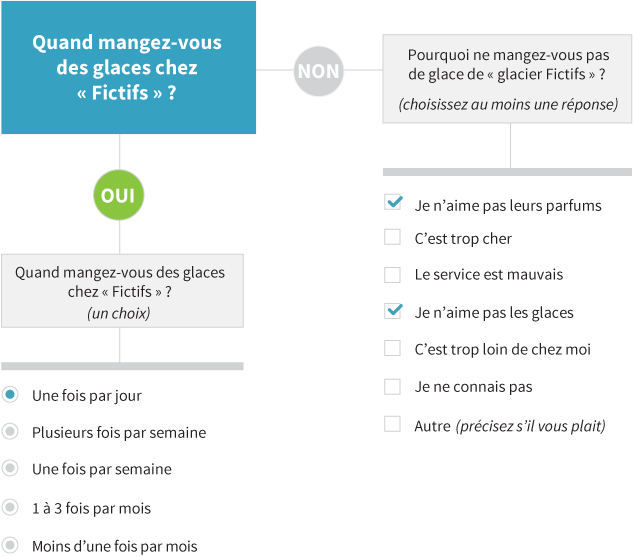 Quand mangez-vous
des glaces chez
« Fictifs » ?
NON
Pourquoi ne mangez-vous pas
de glace de « glacier Fictifs » ?
(choisissez au moins une réponse)
OUI
Quand mangez-vous des glaces
chez « Fictifs » ?
(un choix)
Une fois par jour
Plusieurs fois par semaine
Une fois par semaine
1 à 3 fois par mois
Moins d’une fois par mois
Je n’aime pas leurs parfums
C’est trop cher
Le service est mauvais
Je n’aime pas les glaces
C’est trop loin de chez moi
Je ne connais pas
Autre (précisez s’il vous plait)